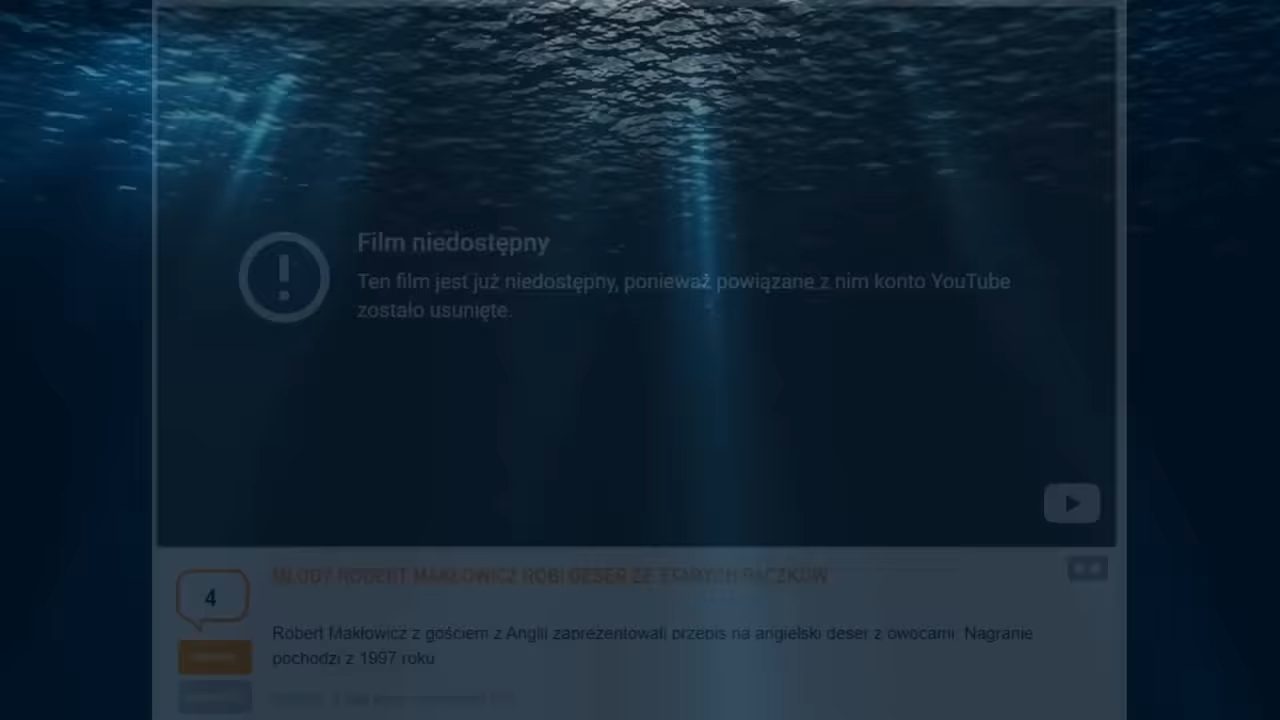 Film niedostępny
Ten film jest już niedostępny, ponieważ powiązane z nim konto YouTube
zostało usunięte.
MŁODY ROBERT MAKŁOWICZ ROBI DESER ZE STARYCH PĄCZKÓW
4
Robert Makłowicz z gościem z Anglii zaprezentowali przepis na angielski deser z owocami. Nagranie
pochodzi z 1997 roku